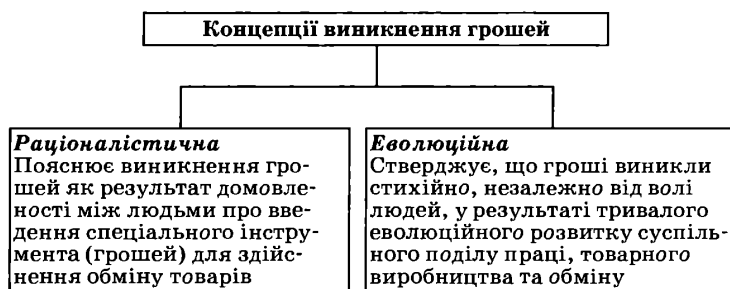 Концепції виникнення грошей
Раціоналістична
Пояснює виникнення гро-
шей як результат домовле-
ності між людьми про вве-
дення спеціального інстру-
мента (грошей) для здійс-
нення обміну товарів
Еволюційна
Стверджує, що гроші виникли
стихійно, незалежно від волі
людей, у результаті тривалого
еволюційного розвитку суспіль-
ного поділу праці, товарного
виробництва та обміну